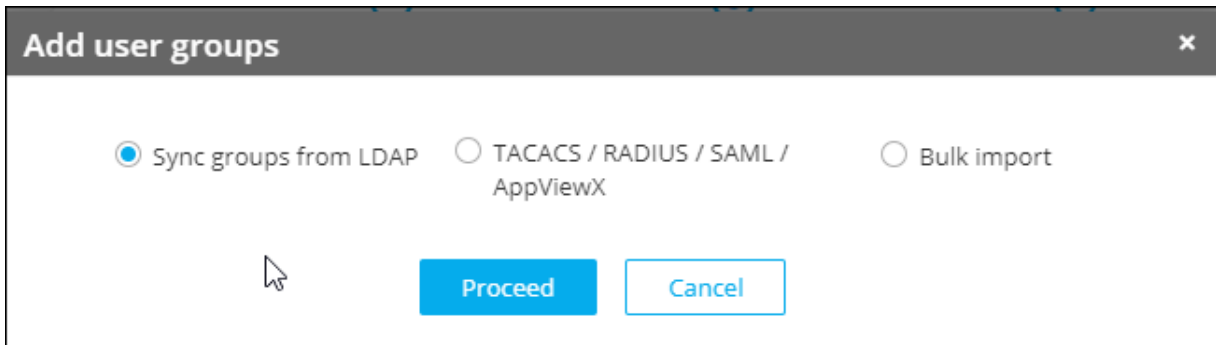 Add user groups ×
Sync groups from LDAP TACACS / RADIUS / SAML / Bulk import
AppViewX
Proceed Cancel